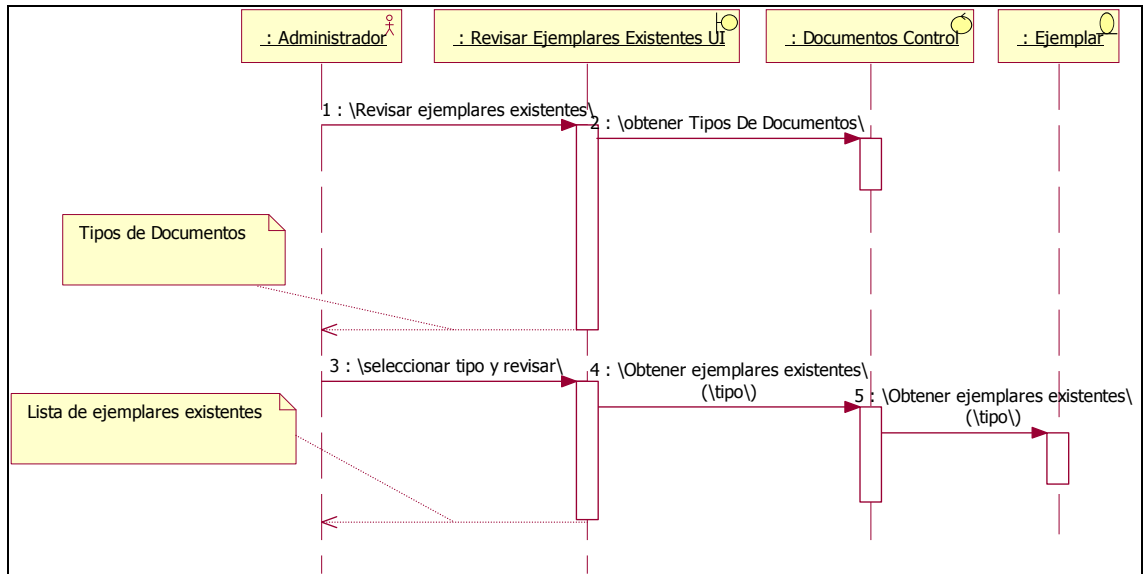 : Administrador
: Revisar Ejemplares Existentes UI
: Documentos Control
: Ejemplar
1 : \Revisar ejemplares existentes\
2 : \obtener Tipos De Documentos\
Tipos de Documentos
3 : \seleccionar tipo y revisar\
4 : \Obtener ejemplares existentes\
(\tipo\)
5 : \Obtener ejemplares existentes\
(\tipo\)
Lista de ejemplares existentes